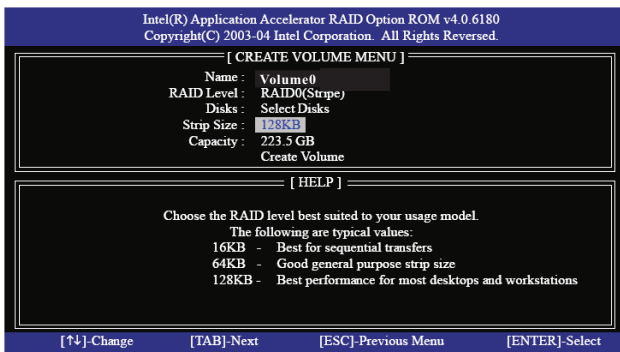 Intel(R) Application Accelerator RAID Option ROM v4.0.6180
Copyright(C) 2003-04 Intel Corporation. All Rights Reversed.
[ CREATE VOLUME MENU ]
Name : Volume0
RAID Level : RAID0(Stripe)
Disks : Select Disks
Strip Size : 128KB
Capacity : 223.5 GB
Create Volume
[ HELP ]
Choose the RAID level best suited to your usage model.
The following are typical values:
16KB - Best for sequential transfers
64KB - Good general purpose strip size
128KB - Best performance for most desktops and workstations
[↑↓]-Change [TAB]-Next [ESC]-Previous Menu [ENTER]-Select